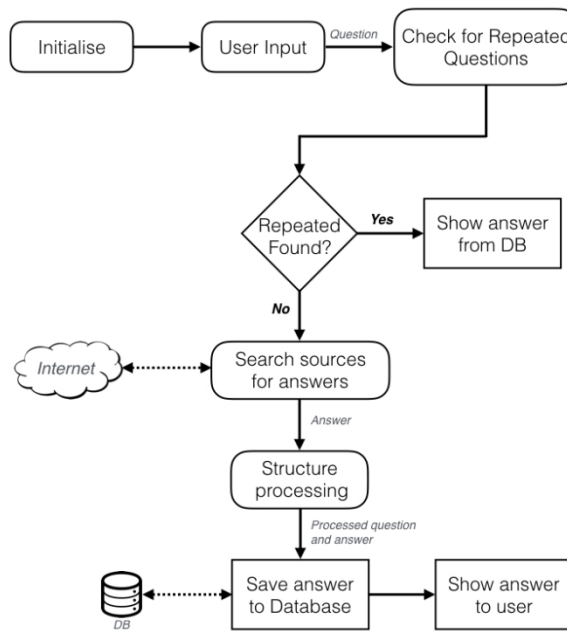 Initialise
User Input
Question
Check for Repeated
Questions
Repeated
Found?
Yes
Show answer
from DB
No
Internet
Search sources
for answers
Answer
Structure
processing
Processed question
and answer
DB
Save answer
to Database
Show answer
to user